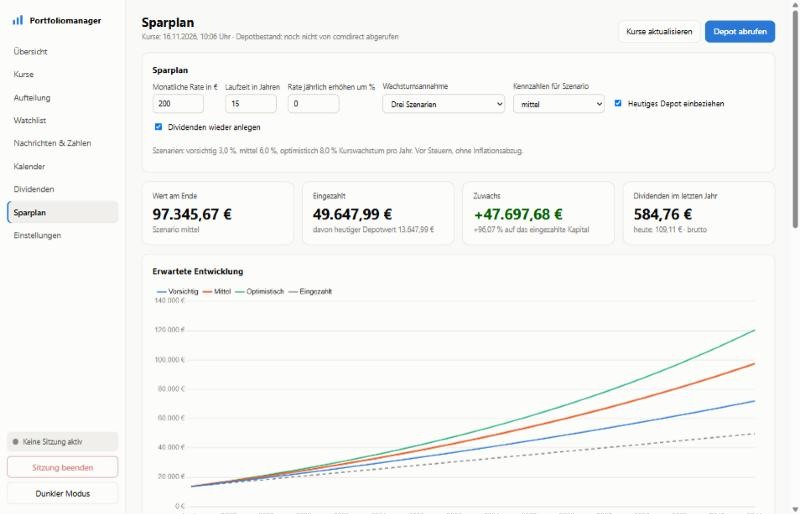 Portfoliomanager
Übersicht
Kurse
Aufteilung
Watchlist
Nachrichten & Zahlen
Kalender
Dividenden
Sparplan
Einstellungen
Keine Sitzung aktiv
Sitzung beenden
Dunkler Modus
Sparplan
Kurse: 16.11.2026, 10:06 Uhr · Depotbestand: noch nicht von comdirect abgerufen
Kurse aktualisieren
Depot abrufen
Sparplan
Monatliche Rate in € Laufzeit in Jahren Rate jährlich erhöhen um % Wachstumsannahme Kennzahlen für Szenario
200 15 0 Drei Szenarien mittel Heutiges Depot einbeziehen
Dividenden wieder anlegen
Szenarien: vorsichtig 3,0 %, mittel 6,0 %, optimistisch 8,0 % Kurswachstum pro Jahr. Vor Steuern, ohne Inflationsabzug.
Wert am Ende
97.345,67 €
Szenario mittel
Eingezahlt
49.647,99 €
davon heutiger Depotwert 13.647,99 €
Zuwachs
+47.697,68 €
+96,07 % auf das eingezahlte Kapital
Dividenden im letzten Jahr
584,76 €
heute: 109,11 € · brutto
Erwartete Entwicklung
Vorsichtig Mittel Optimistisch Eingezahlt
140.000 €
120.000 €
100.000 €
80.000 €
60.000 €
40.000 €
20.000 €
0 €